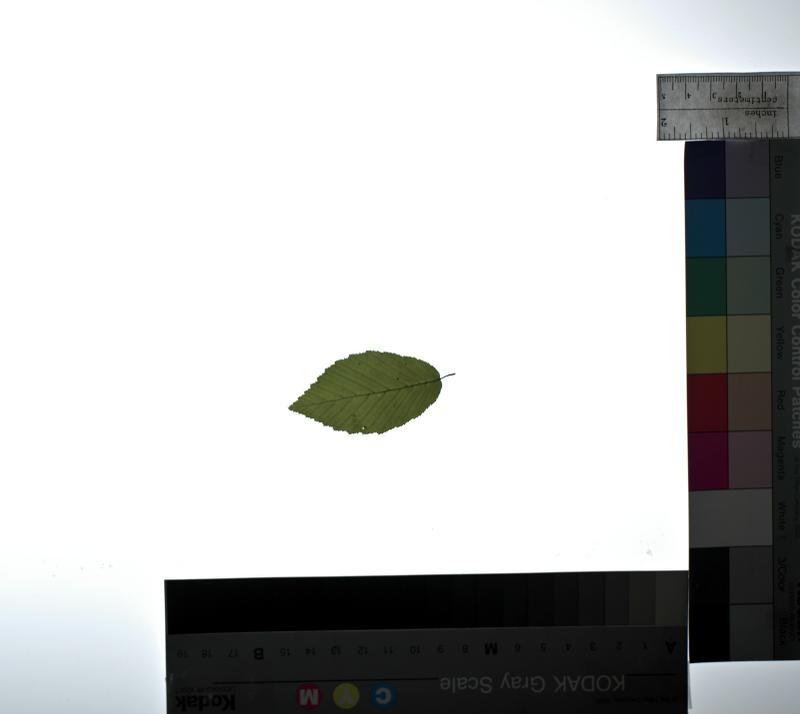 5 4 3 2
centimeters
inches
2 1
Blue
Cyan
Green
Yellow
Red
Magenta
White
3/Color
Black
KODAK Color Control Patches
A 1 2 3 4 5 6 M 8 9 10 11 12 13 14 15 B 17 18 19
KODAK Gray Scale
C Y M
Kodak